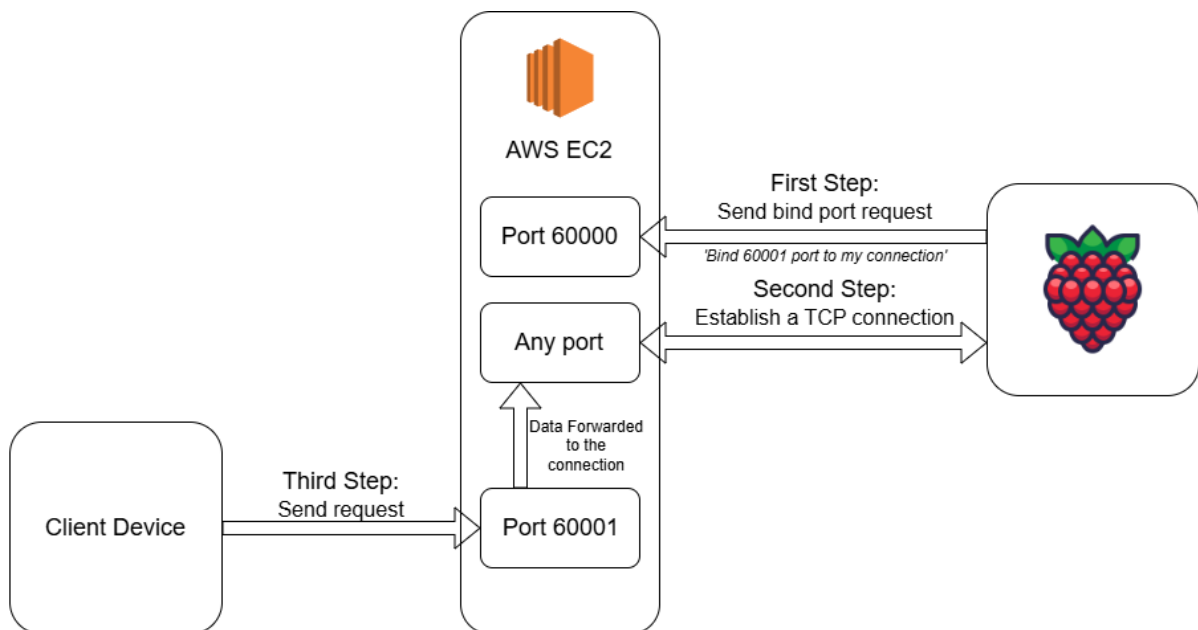 AWS EC2
Port 60000
First Step:
Send bind port request
'Bind 60001 port to my connection'
Second Step:
Establish a TCP connection
Any port
Data Forwarded
to the
connection
Client Device
Third Step:
Send request
Port 60001